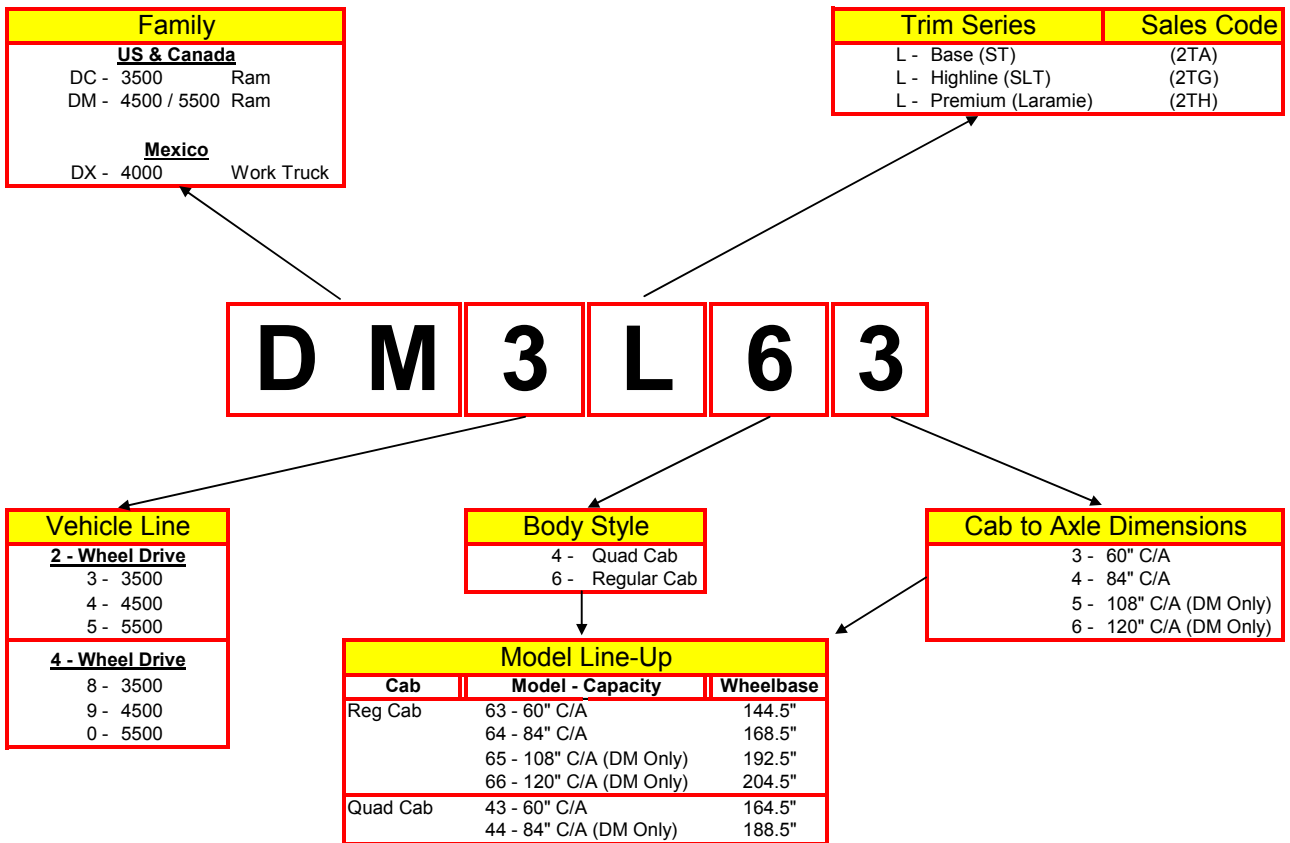 Family
US & Canada
DC - 3500 Ram
DM - 4500 / 5500 Ram
Mexico
DX - 4000 Work Truck
Trim Series Sales Code
L - Base (ST) (2TA)
L - Highline (SLT) (2TG)
L - Premium (Laramie) (2TH)
D M 3 L 6 3
Vehicle Line
2 - Wheel Drive
3 - 3500
4 - 4500
5 - 5500
4 - Wheel Drive
8 - 3500
9 - 4500
0 - 5500
Body Style
4 - Quad Cab
6 - Regular Cab
Cab to Axle Dimensions
3 - 60" C/A
4 - 84" C/A
5 - 108" C/A (DM Only)
6 - 120" C/A (DM Only)
Model Line-Up
Cab Model - Capacity Wheelbase
Reg Cab 63 - 60" C/A 144.5"
64 - 84" C/A 168.5"
65 - 108" C/A (DM Only) 192.5"
66 - 120" C/A (DM Only) 204.5"
Quad Cab 43 - 60" C/A 164.5"
44 - 84" C/A (DM Only) 188.5"